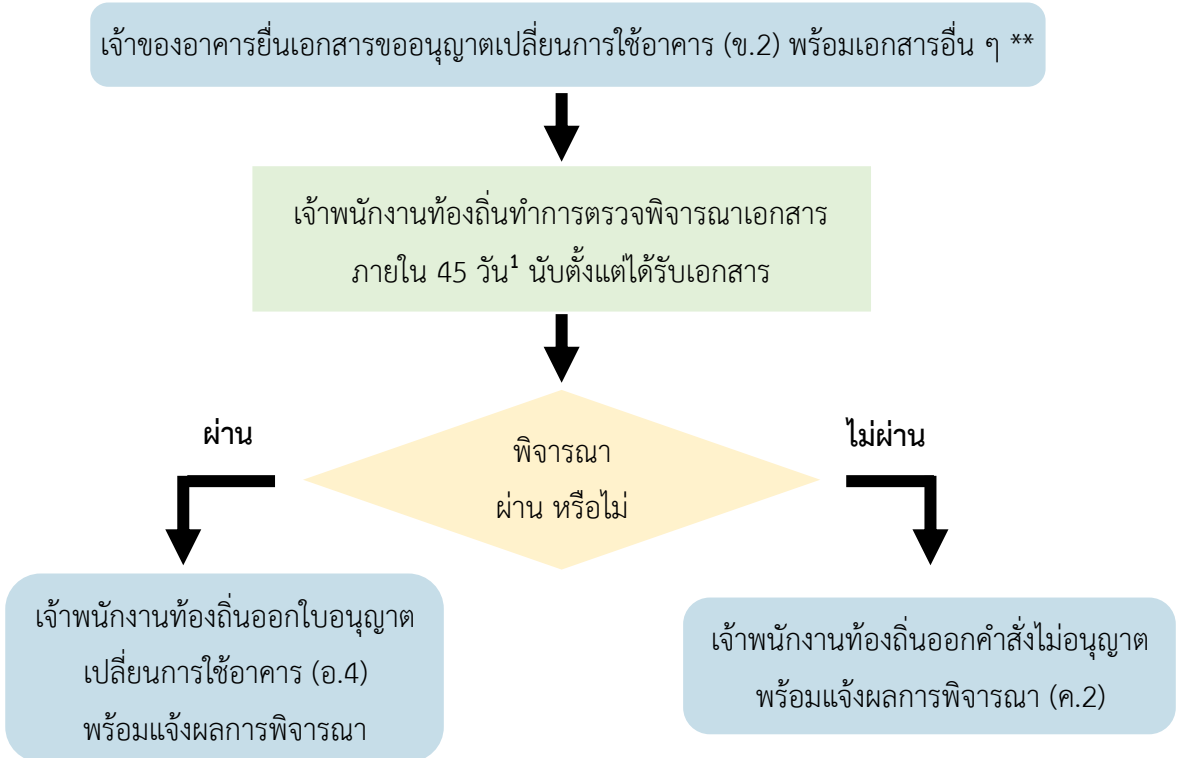 เจ้าของอาคารยื่นเอกสารขออนุญาตเปลี่ยนการใช้อาคาร (ข.2) พร้อมเอกสารอื่น ๆ **
เจ้าพนักงานท้องถิ่นทำการตรวจพิจารณาเอกสาร
ภายใน 45 วัน¹ นับตั้งแต่ได้รับเอกสาร
ผ่าน
ไม่ผ่าน
พิจารณา
ผ่าน หรือไม่
เจ้าพนักงานท้องถิ่นออกใบอนุญาต
เปลี่ยนการใช้อาคาร (อ.4)
พร้อมแจ้งผลการพิจารณา
เจ้าพนักงานท้องถิ่นออกคำสั่งไม่อนุญาต
พร้อมแจ้งผลการพิจารณา (ค.2)